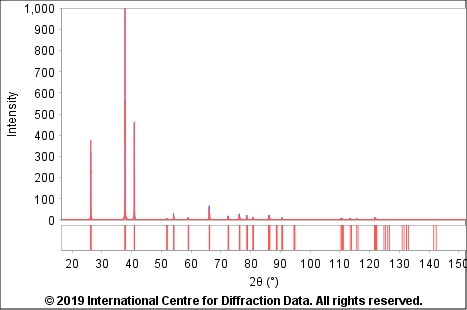 1,000
900
800
700
600
500
400
300
200
100
0
Intensity
20 30 40 50 60 70 80 90 100 110 120 130 140 150
2θ (°)
© 2019 International Centre for Diffraction Data. All rights reserved.